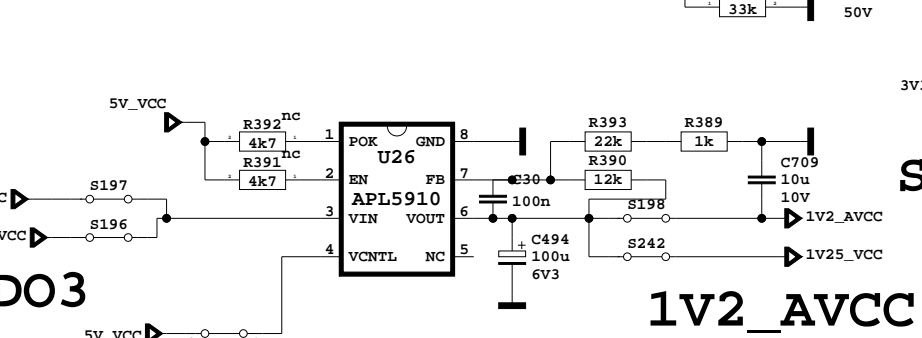 33k
50V
3V3
5V_VCC
R392 nc
4k7
R391 nc
4k7
1 POK
2 EN
3 VIN
4 VCNTL
U26
APL5910
GND 8
FB 7
VOUT 6
NC 5
C30
100n
R393
22k
R389
1k
R390
12k
C709
10u
10V
S197
S196
C
VCC
S198
1V2_AVCC
S242
1V25_VCC
+ C494
100u
6V3
DO3
5V_VCC
1V2_AVCC
S